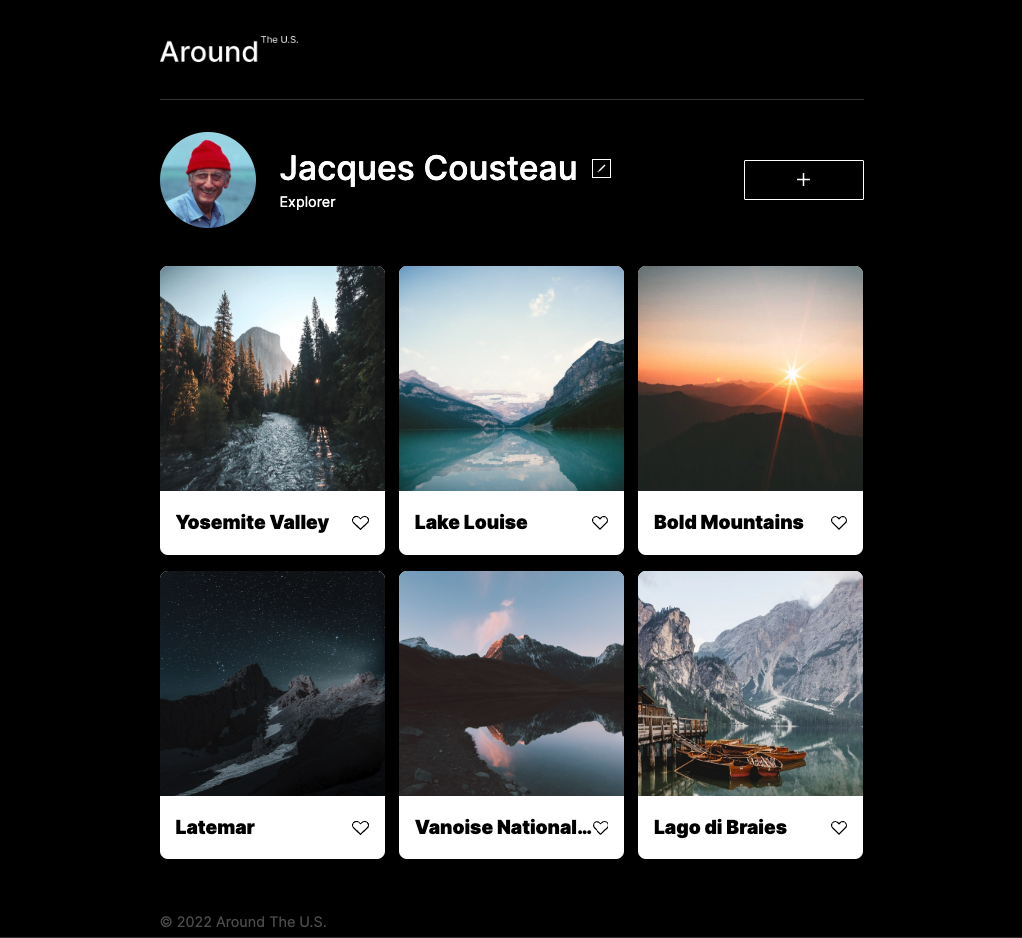 Around The U.S.
Jacques Cousteau
Explorer
Yosemite Valley
Lake Louise
Bold Mountains
Latemar
Vanoise National...
Lago di Braies
© 2022 Around The U.S.